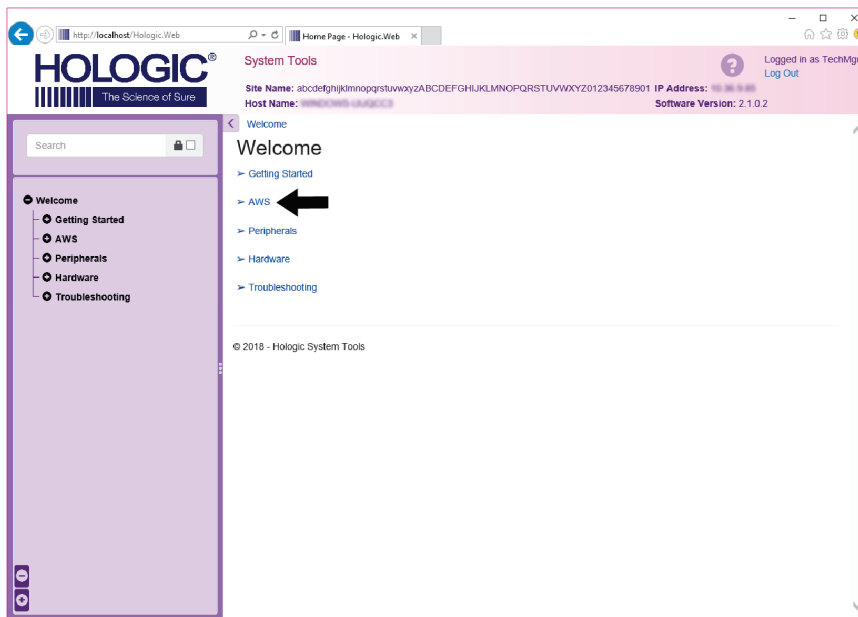 http://localhost/Hologic.Web
Home Page - Hologic.Web
HOLOGIC®
The Science of Sure
System Tools
Logged in as TechMgr
Log Out
Site Name: abcdefghijklmnopqrstuvwxyzABCDEFGHIJKLMNOPQRSTUVWXYZ012345678901 IP Address:
Host Name:
Software Version: 2.1.0.2
Search
Welcome
Getting Started
AWS
Peripherals
Hardware
Troubleshooting
Welcome
Welcome
➢ Getting Started
➢ AWS
➢ Peripherals
➢ Hardware
➢ Troubleshooting
© 2018 - Hologic System Tools